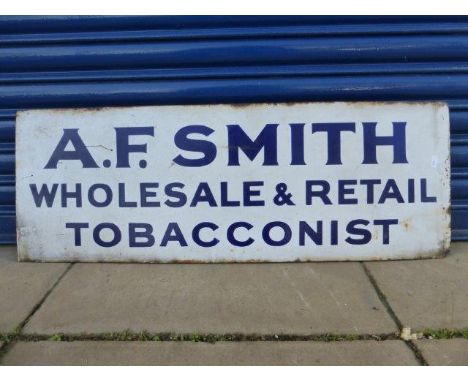 A.F. SMITH
WHOLESALE & RETAIL
TOBACCONIST